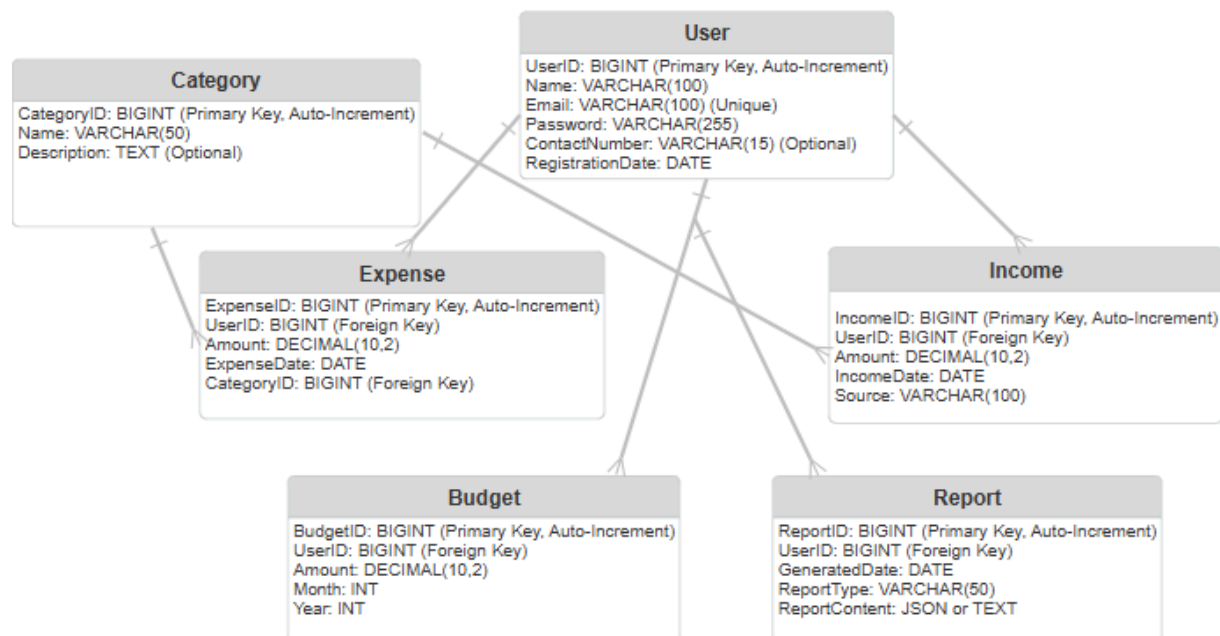 User
UserID: BIGINT (Primary Key, Auto-Increment)
Name: VARCHAR(100)
Email: VARCHAR(100) (Unique)
Password: VARCHAR(255)
ContactNumber: VARCHAR(15) (Optional)
RegistrationDate: DATE
Category
CategoryID: BIGINT (Primary Key, Auto-Increment)
Name: VARCHAR(50)
Description: TEXT (Optional)
Expense
ExpenseID: BIGINT (Primary Key, Auto-Increment)
UserID: BIGINT (Foreign Key)
Amount: DECIMAL(10,2)
ExpenseDate: DATE
CategoryID: BIGINT (Foreign Key)
Income
IncomeID: BIGINT (Primary Key, Auto-Increment)
UserID: BIGINT (Foreign Key)
Amount: DECIMAL(10,2)
IncomeDate: DATE
Source: VARCHAR(100)
Budget
BudgetID: BIGINT (Primary Key, Auto-Increment)
UserID: BIGINT (Foreign Key)
Amount: DECIMAL(10,2)
Month: INT
Year: INT
Report
ReportID: BIGINT (Primary Key, Auto-Increment)
UserID: BIGINT (Foreign Key)
GeneratedDate: DATE
ReportType: VARCHAR(50)
ReportContent: JSON or TEXT